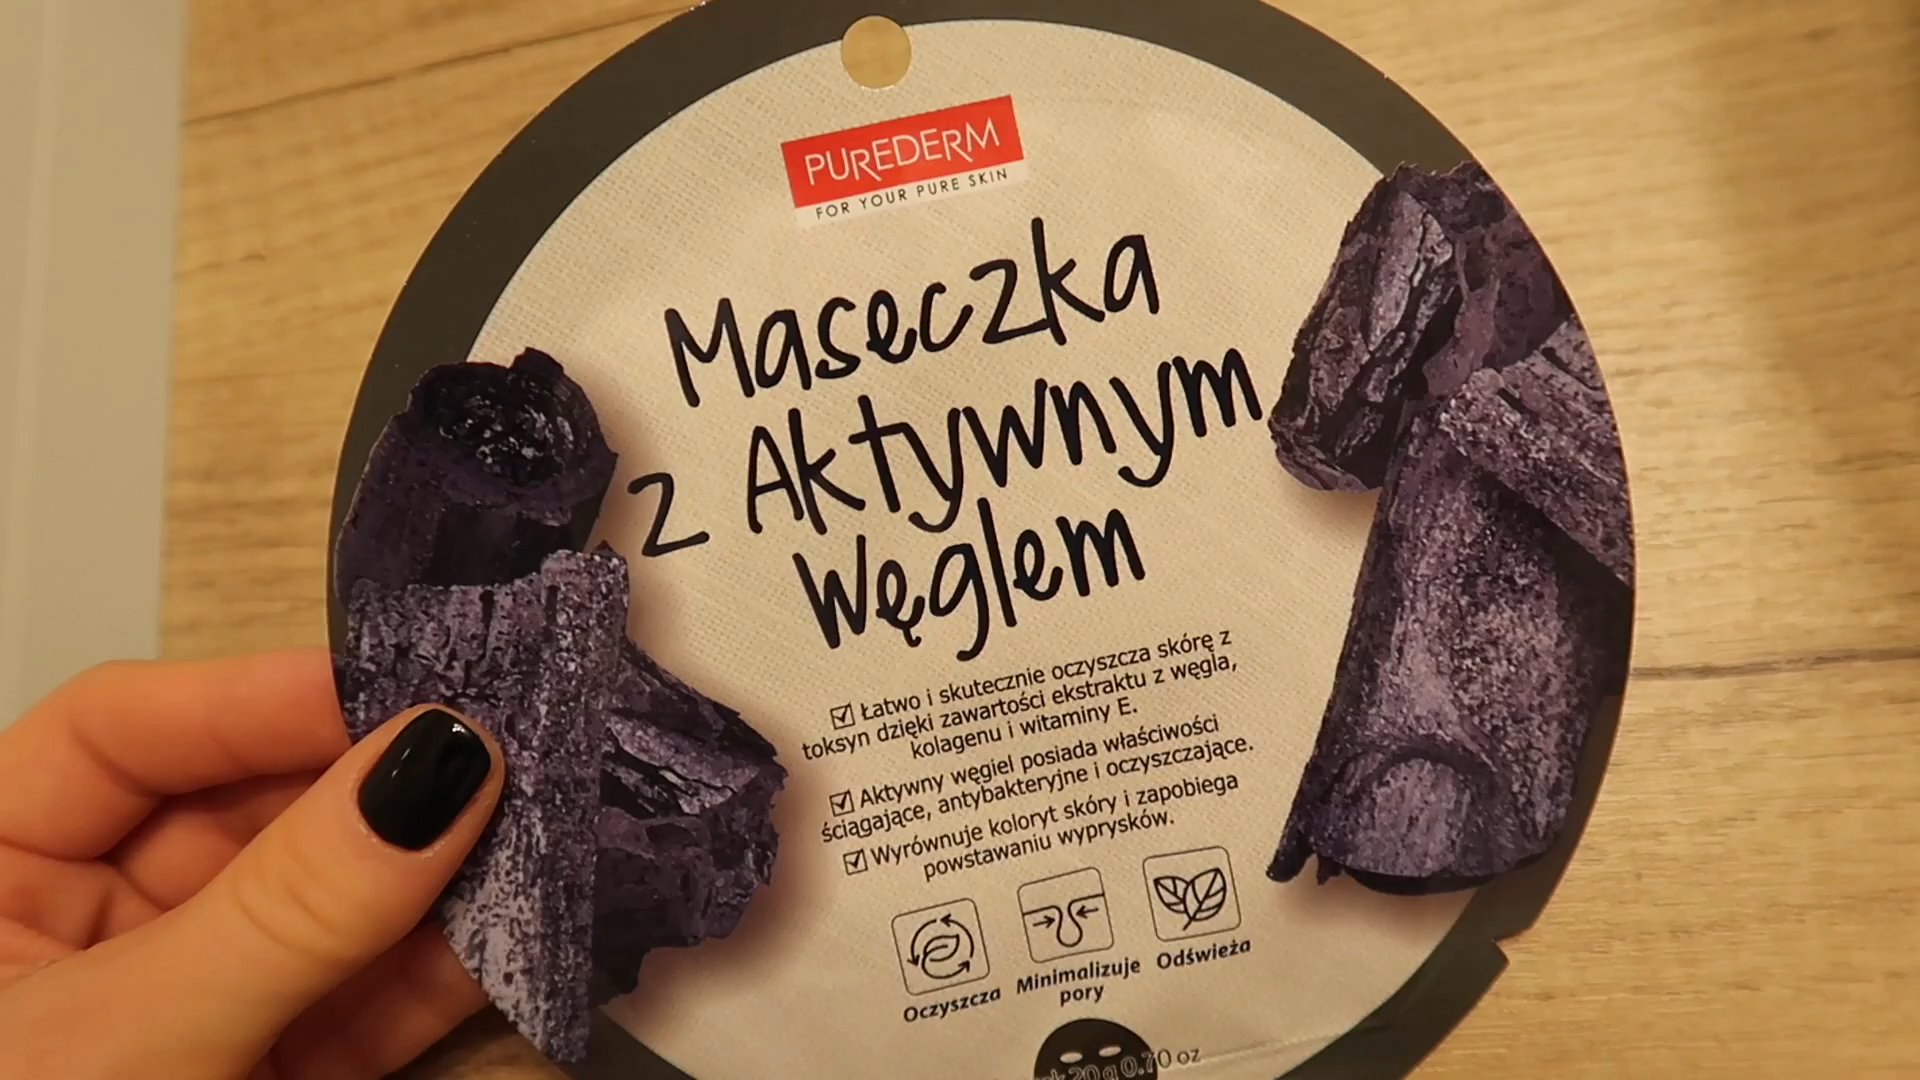 PUREDERM
FOR YOUR PURE SKIN
Maseczka
z Aktywnym
Węglem
Łatwo i skutecznie oczyszcza skórę z
toksyn dzięki zawartości ekstraktu z węgla,
kolagenu i witaminy E.
Aktywny węgiel posiada właściwości
ściągające, antybakteryjne i oczyszczające.
Wyrównuje koloryt skóry i zapobiega
powstawaniu wyprysków.
Oczyszcza
Minimalizuje
pory
Odświeża
20 g 0.70 oz